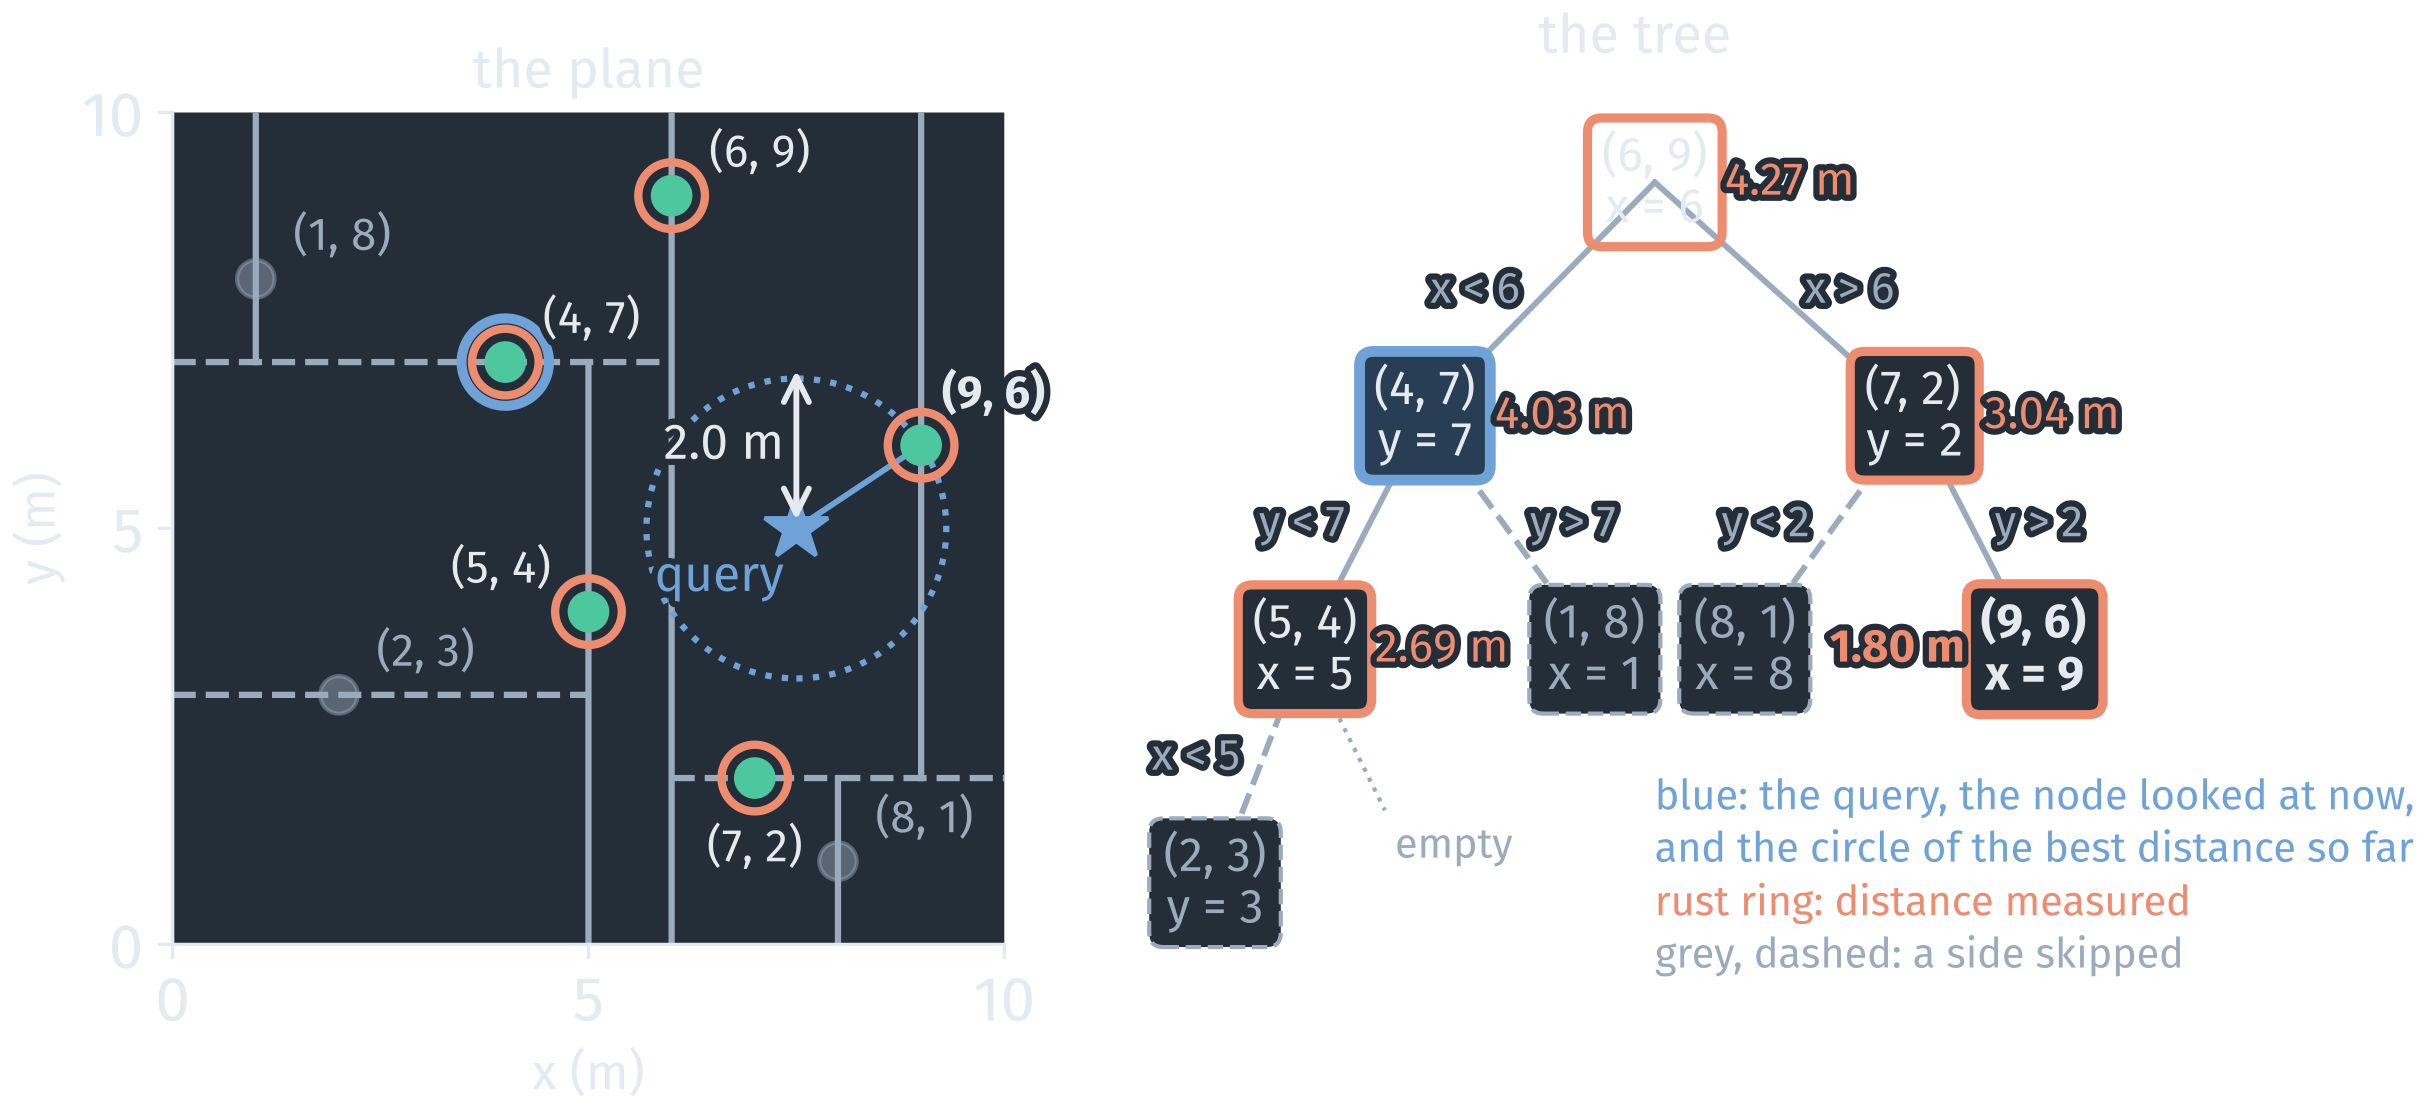 the plane
10
5
0
0
5
10
y (m)
x (m)
(6, 9)
(1, 8)
(4, 7)
(9, 6)
2.0 m
query
(5, 4)
(2, 3)
(8, 1)
(7, 2)
the tree
(6, 9)
x = 6
4.27 m
x < 6
x > 6
(4, 7)
y = 7
4.03 m
(7, 2)
y = 2
3.04 m
y < 7
y > 7
y < 2
y > 2
(5, 4)
x = 5
2.69 m
(1, 8)
x = 1
(8, 1)
x = 8
1.80 m
(9, 6)
x = 9
x < 5
empty
(2, 3)
y = 3
blue: the query, the node looked at now,
and the circle of the best distance so far
rust ring: distance measured
grey, dashed: a side skipped